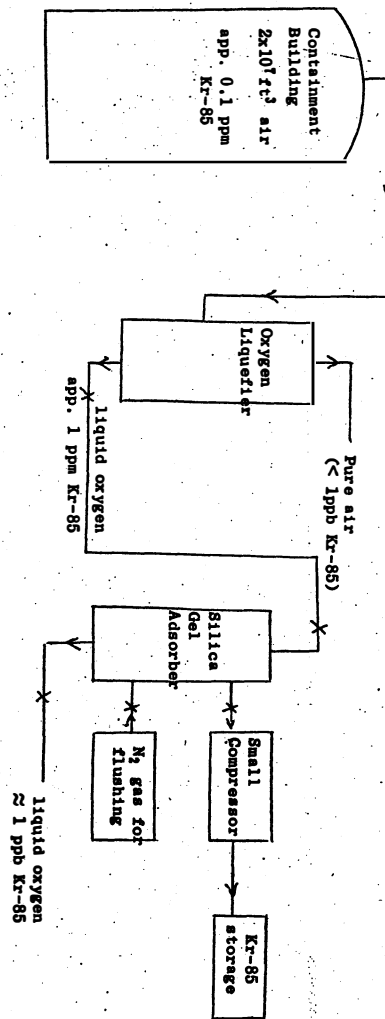 Containment
Building
2x10⁷ ft³ air
app. 0.1 ppm
Kr-85
Oxygen
Liquefier
Pure air
(< 1ppb Kr-85)
liquid oxygen
app. 1 ppm Kr-85
Silica
Gel
Adsorber
Small
Compressor
Kr-85
storage
N₂ gas for
flushing
liquid oxygen
≈ 1 ppb Kr-85